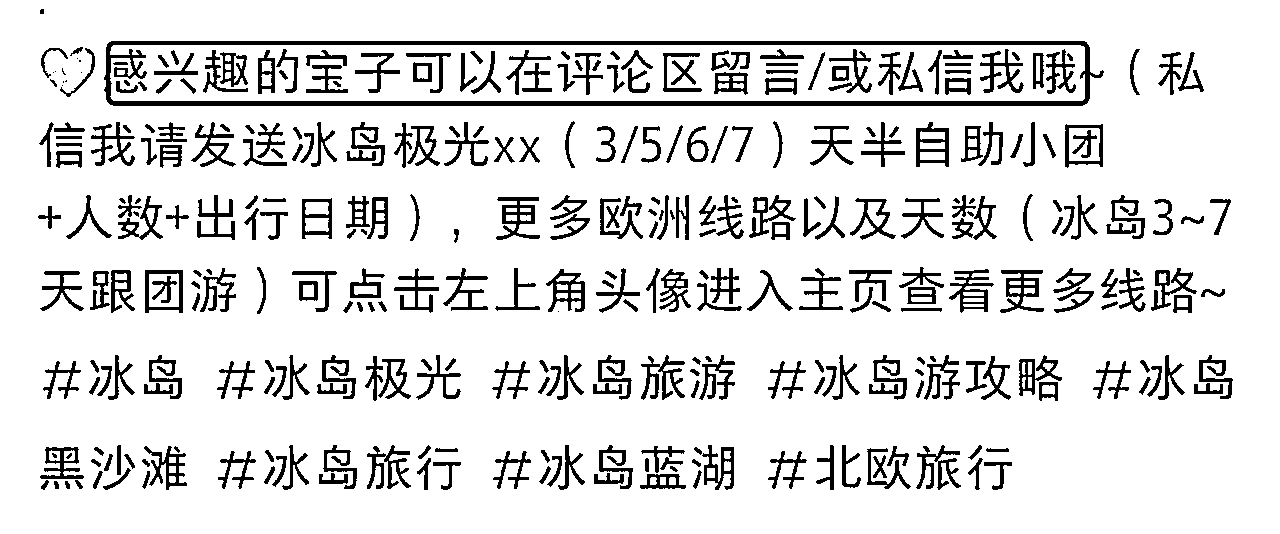 ♡感兴趣的宝子可以在评论区留言/或私信我哦~（私
信我请发送冰岛极光xx（3/5/6/7）天半自助小团
+人数+出行日期），更多欧洲线路以及天数（冰岛3~7
天跟团游）可点击左上角头像进入主页查看更多线路~
#冰岛 #冰岛极光 #冰岛旅游 #冰岛游攻略 #冰岛
黑沙滩 #冰岛旅行 #冰岛蓝湖 #北欧旅行